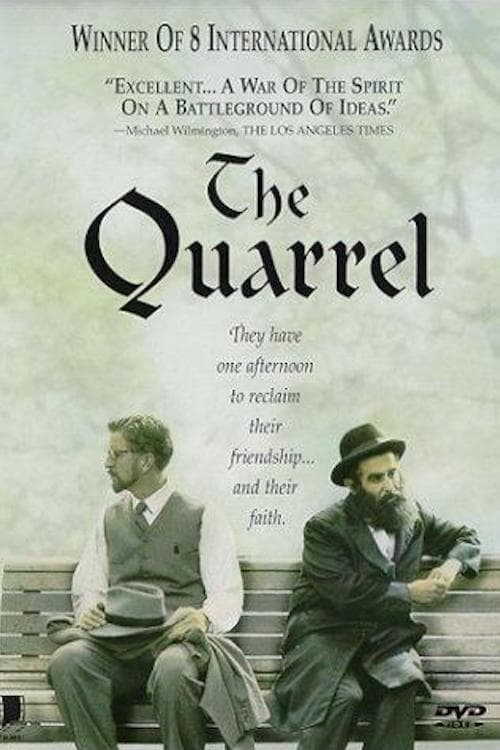 WINNER OF 8 INTERNATIONAL AWARDS
"EXCELLENT... A WAR OF THE SPIRIT
ON A BATTLEGROUND OF IDEAS."
—Michael Wilmington, THE LOS ANGELES TIMES
The
Quarrel
They have
one afternoon
to reclaim
their
friendship...
and their
faith.
DVD
VIDEO